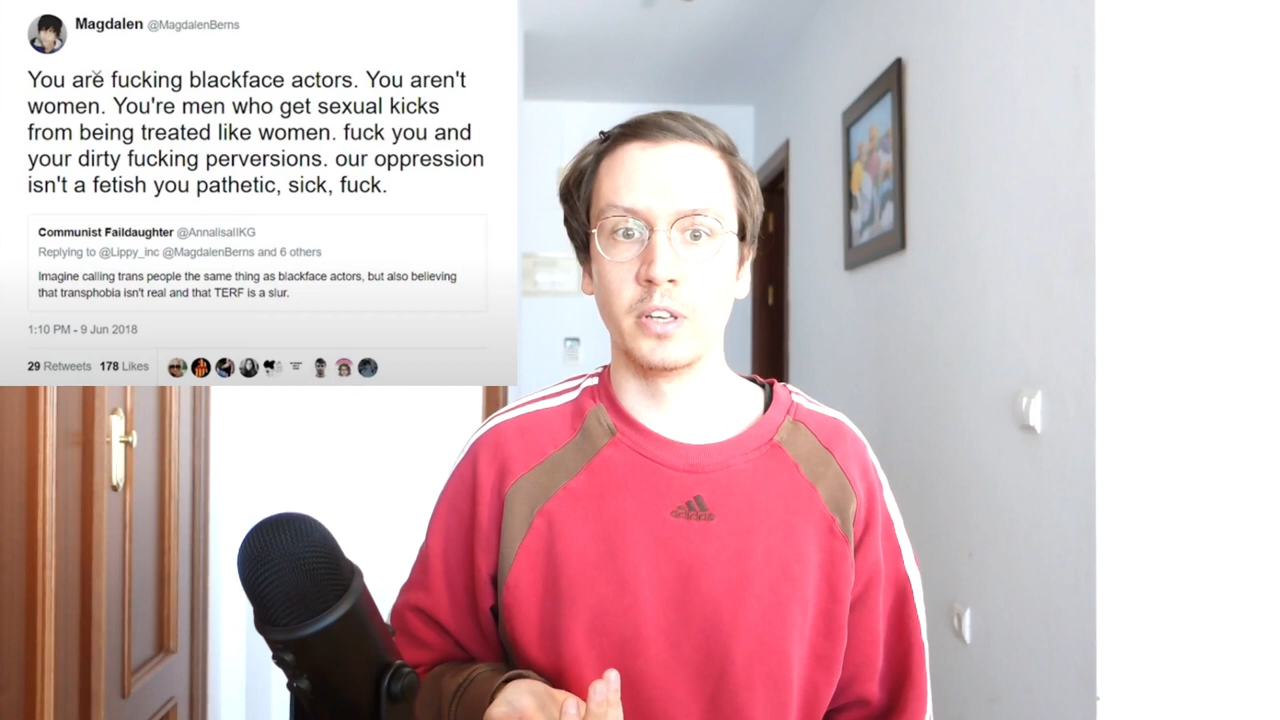 Magdalen @MagdalenBerns
You are fucking blackface actors. You aren't
women. You're men who get sexual kicks
from being treated like women. fuck you and
your dirty fucking perversions. our oppression
isn't a fetish you pathetic, sick, fuck.
Communist Faildaughter @AnnalisaIIKG
Replying to @Lippy_inc @MagdalenBerns and 6 others
Imagine calling trans people the same thing as blackface actors, but also believing
that transphobia isn't real and that TERF is a slur.
1:10 PM - 9 Jun 2018
29 Retweets 178 Likes
adidas